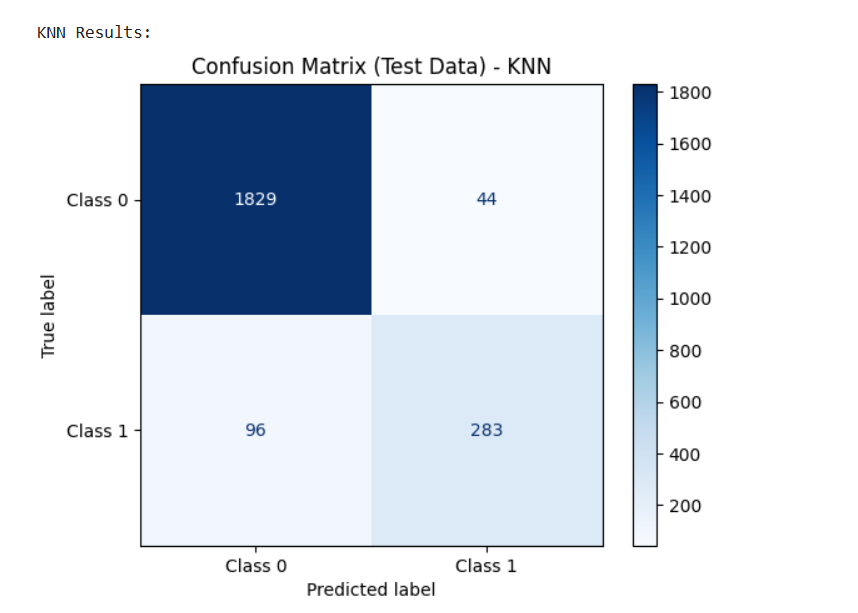 KNN Results:
Confusion Matrix (Test Data) - KNN
True label
Class 0
1829
44
Class 1
96
283
Class 0
Class 1
Predicted label
1800
1600
1400
1200
1000
800
600
400
200